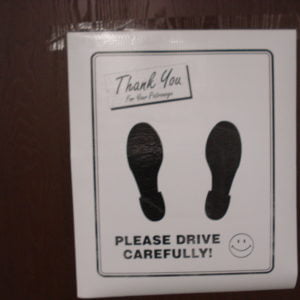 Thank You
For Your Patronage
PLEASE DRIVE
CAREFULLY!